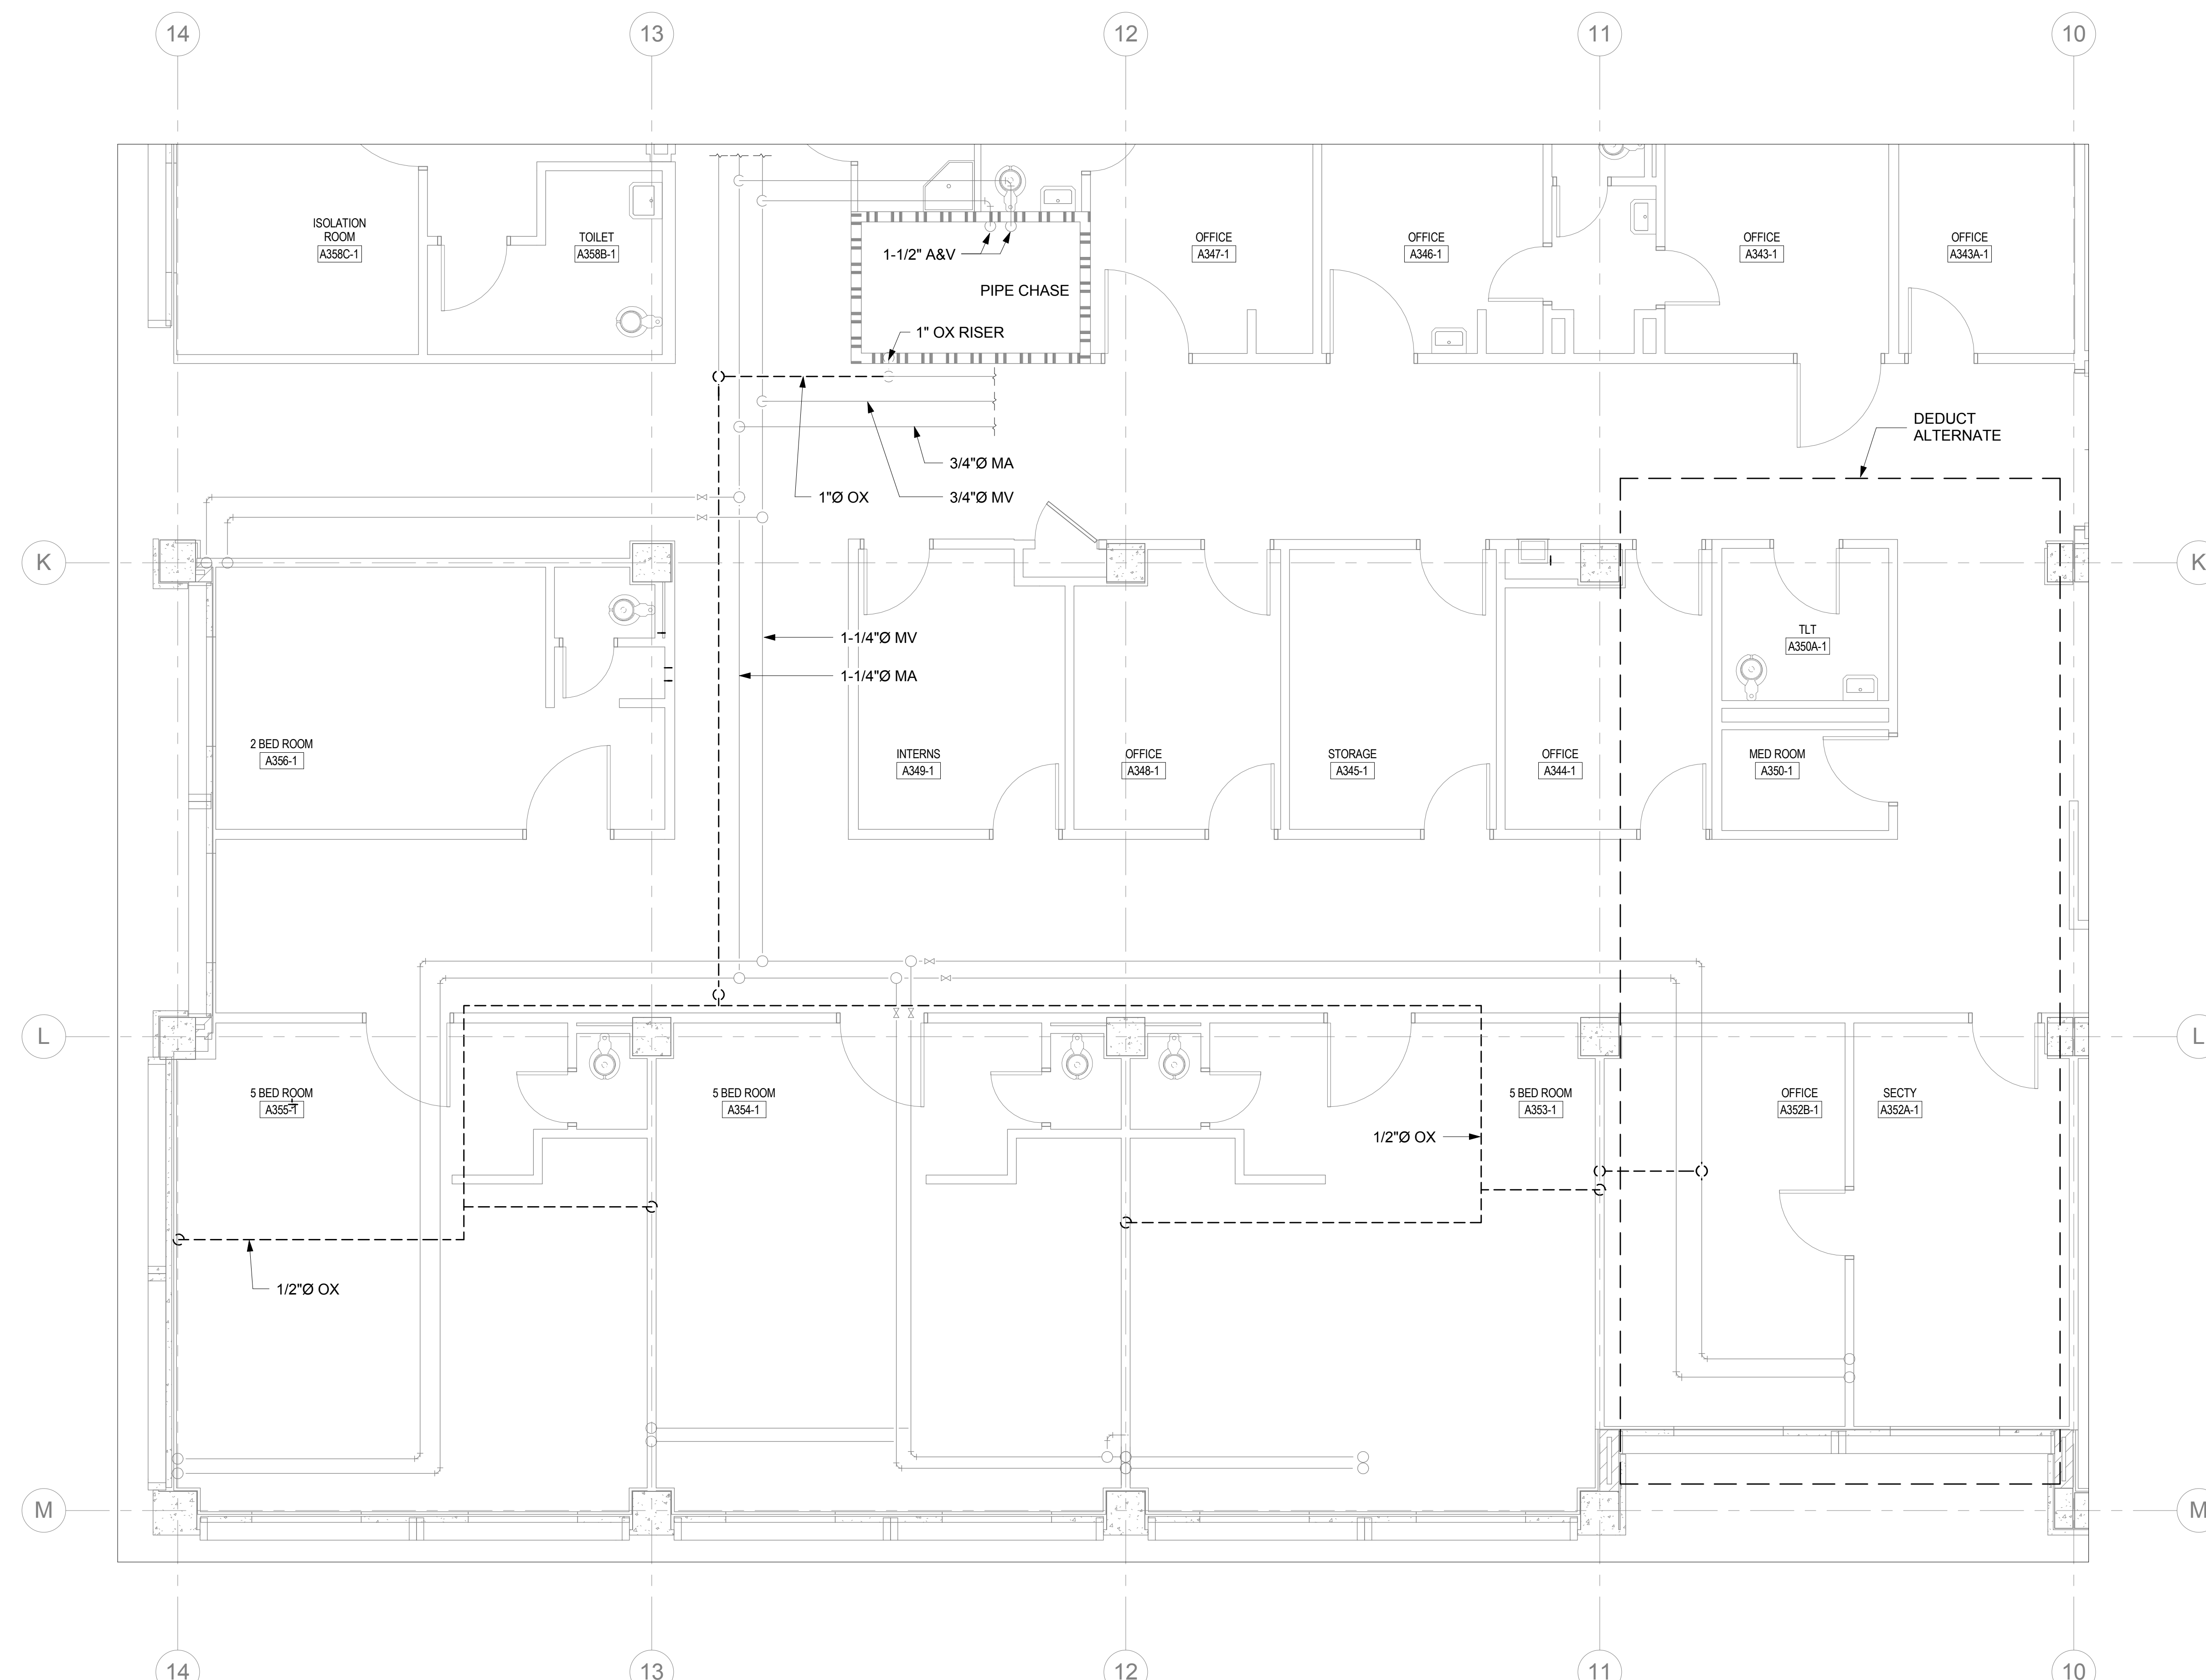 14
13
12
11
10
ISOLATION
ROOM
A358C-1
TOILET
A358B-1
1-1/2" A&V
PIPE CHASE
1" OX RISER
OFFICE
A347-1
OFFICE
A346-1
OFFICE
A343-1
OFFICE
A343A-1
DEDUCT
ALTERNATE
3/4"Ø MA
1"Ø OX
3/4"Ø MV
K
K
1-1/4"Ø MV
1-1/4"Ø MA
TLT
A350A-1
2 BED ROOM
A356-1
INTERNS
A349-1
OFFICE
A348-1
STORAGE
A345-1
OFFICE
A344-1
MED ROOM
A350-1
L
L
5 BED ROOM
A355-1
5 BED ROOM
A354-1
5 BED ROOM
A353-1
OFFICE
A352B-1
SECTY
A352A-1
1/2"Ø OX
1/2"Ø OX
M
M
14
13
12
11
10